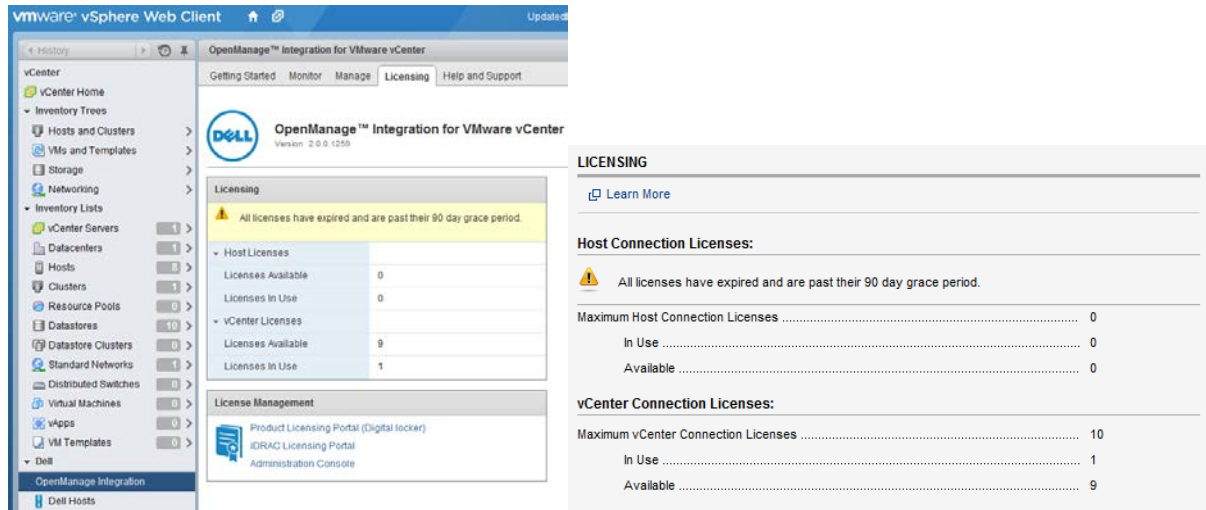 vmware® vSphere Web Client
Updated
History
vCenter
vCenter Home
Inventory Trees
Hosts and Clusters
VMs and Templates
Storage
Networking
Inventory Lists
vCenter Servers 1
Datacenters 1
Hosts 8
Clusters 1
Resource Pools 0
Datastores 10
Datastore Clusters 0
Standard Networks 1
Distributed Switches 0
Virtual Machines 0
vApps 0
VM Templates 0
Dell
OpenManage Integration
Dell Hosts
OpenManage™ Integration for VMware vCenter
Getting Started Monitor Manage Licensing Help and Support
DELL
OpenManage™ Integration for VMware vCenter
Version 2.0.0.1259
Licensing
All licenses have expired and are past their 90 day grace period.
Host Licenses
Licenses Available 0
Licenses In Use 0
vCenter Licenses
Licenses Available 9
Licenses In Use 1
License Management
Product Licensing Portal (Digital locker)
iDRAC Licensing Portal
Administration Console
LICENSING
Learn More
Host Connection Licenses:
All licenses have expired and are past their 90 day grace period.
Maximum Host Connection Licenses 0
In Use 0
Available 0
vCenter Connection Licenses:
Maximum vCenter Connection Licenses 10
In Use 1
Available 9